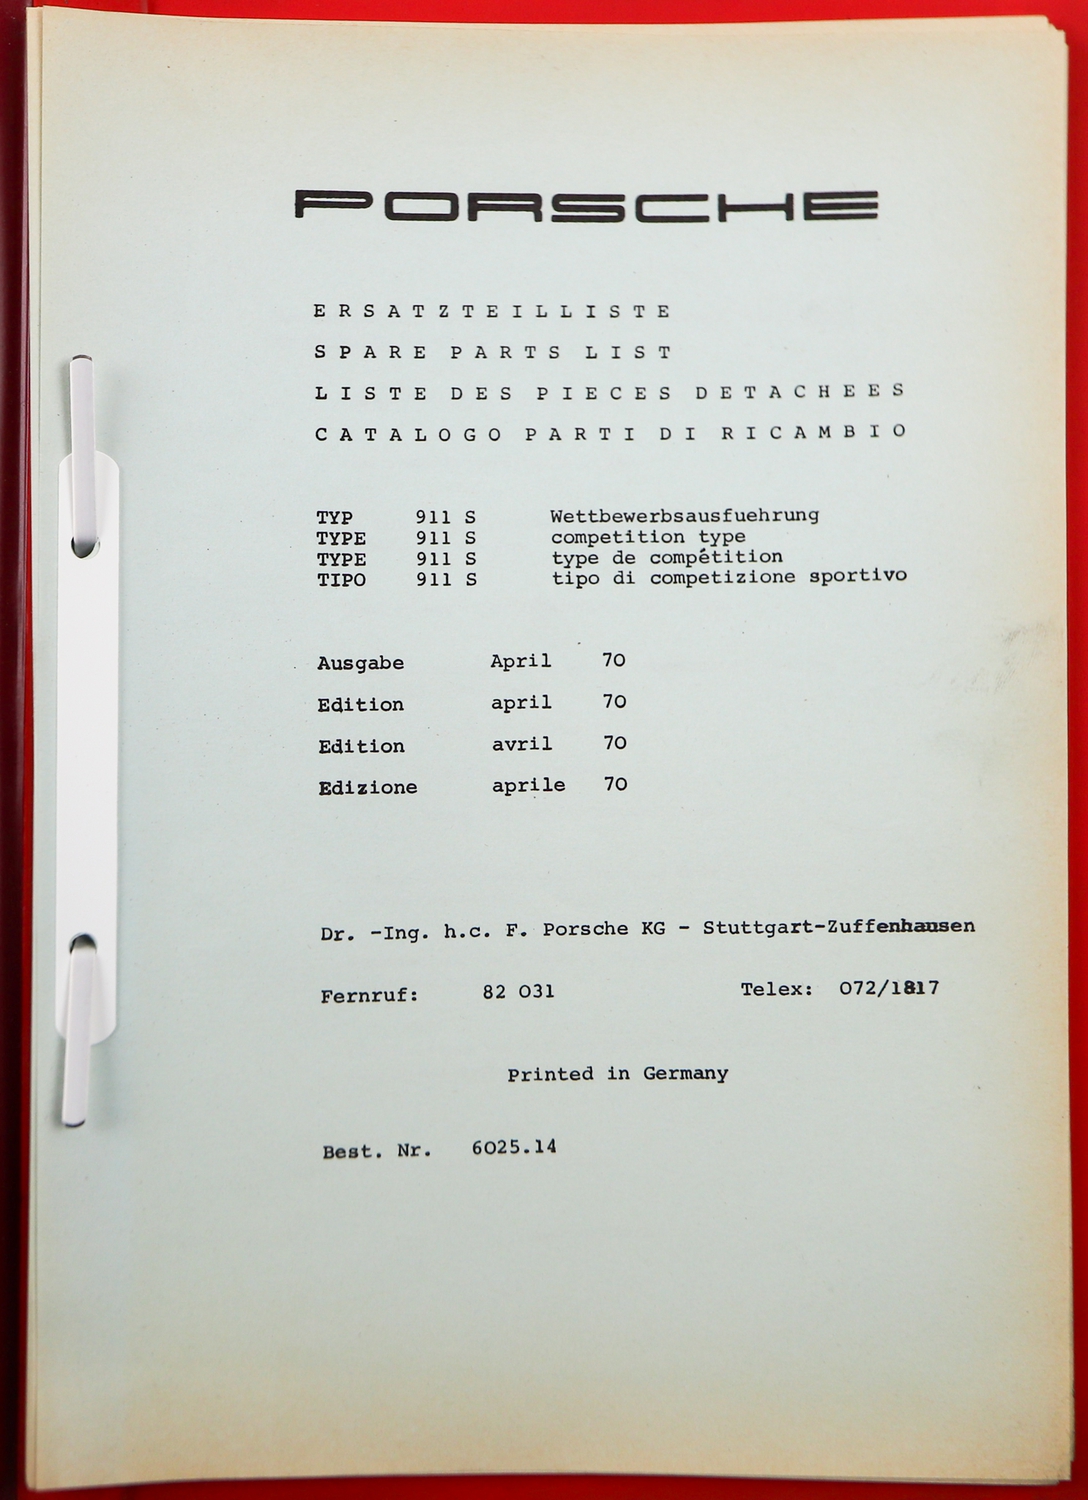 PORSCHE
ERSATZTEILLISTE
SPARE PARTS LIST
LISTE DES PIECES DETACHEES
CATALOGO PARTI DI RICAMBIO
TYP 911 S Wettbewerbsausfuehrung
TYPE 911 S competition type
TYPE 911 S type de compétition
TIPO 911 S tipo di competizione sportivo
Ausgabe April 70
Edition april 70
Edition avril 70
Edizione aprile 70
Dr. -Ing. h.c. F. Porsche KG - Stuttgart-Zuffenhausen
Fernruf: 82 031 Telex: 072/1817
Printed in Germany
Best. Nr. 6025.14